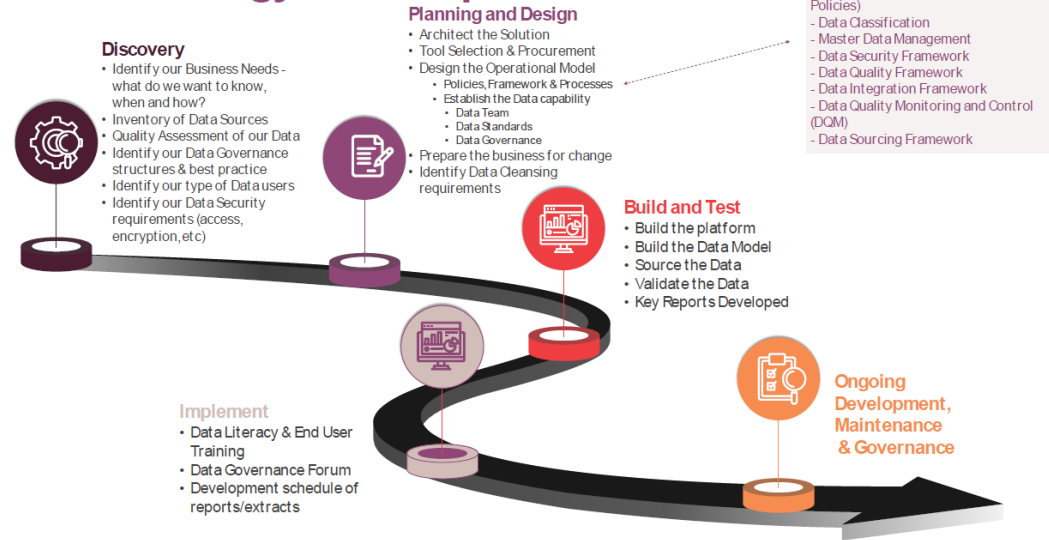 Planning and Design
• Architect the Solution
• Tool Selection & Procurement
• Design the Operational Model
• Policies, Framework & Processes
• Establish the Data capability
• Data Team
• Data Standards
• Data Governance
• Prepare the business for change
• Identify Data Cleansing
requirements
Discovery
• Identify our Business Needs -
what do we want to know,
when and how?
• Inventory of Data Sources
• Quality Assessment of our Data
• Identify our Data Governance
structures & best practice
• Identify our type of Data users
• Identify our Data Security
requirements (access,
encryption, etc)
Policies)
- Data Classification
- Master Data Management
- Data Security Framework
- Data Quality Framework
- Data Integration Framework
- Data Quality Monitoring and Control
(DQM)
- Data Sourcing Framework
Build and Test
• Build the platform
• Build the Data Model
• Source the Data
• Validate the Data
• Key Reports Developed
Implement
• Data Literacy & End User
Training
• Data Governance Forum
• Development schedule of
reports/extracts
Ongoing
Development,
Maintenance
& Governance